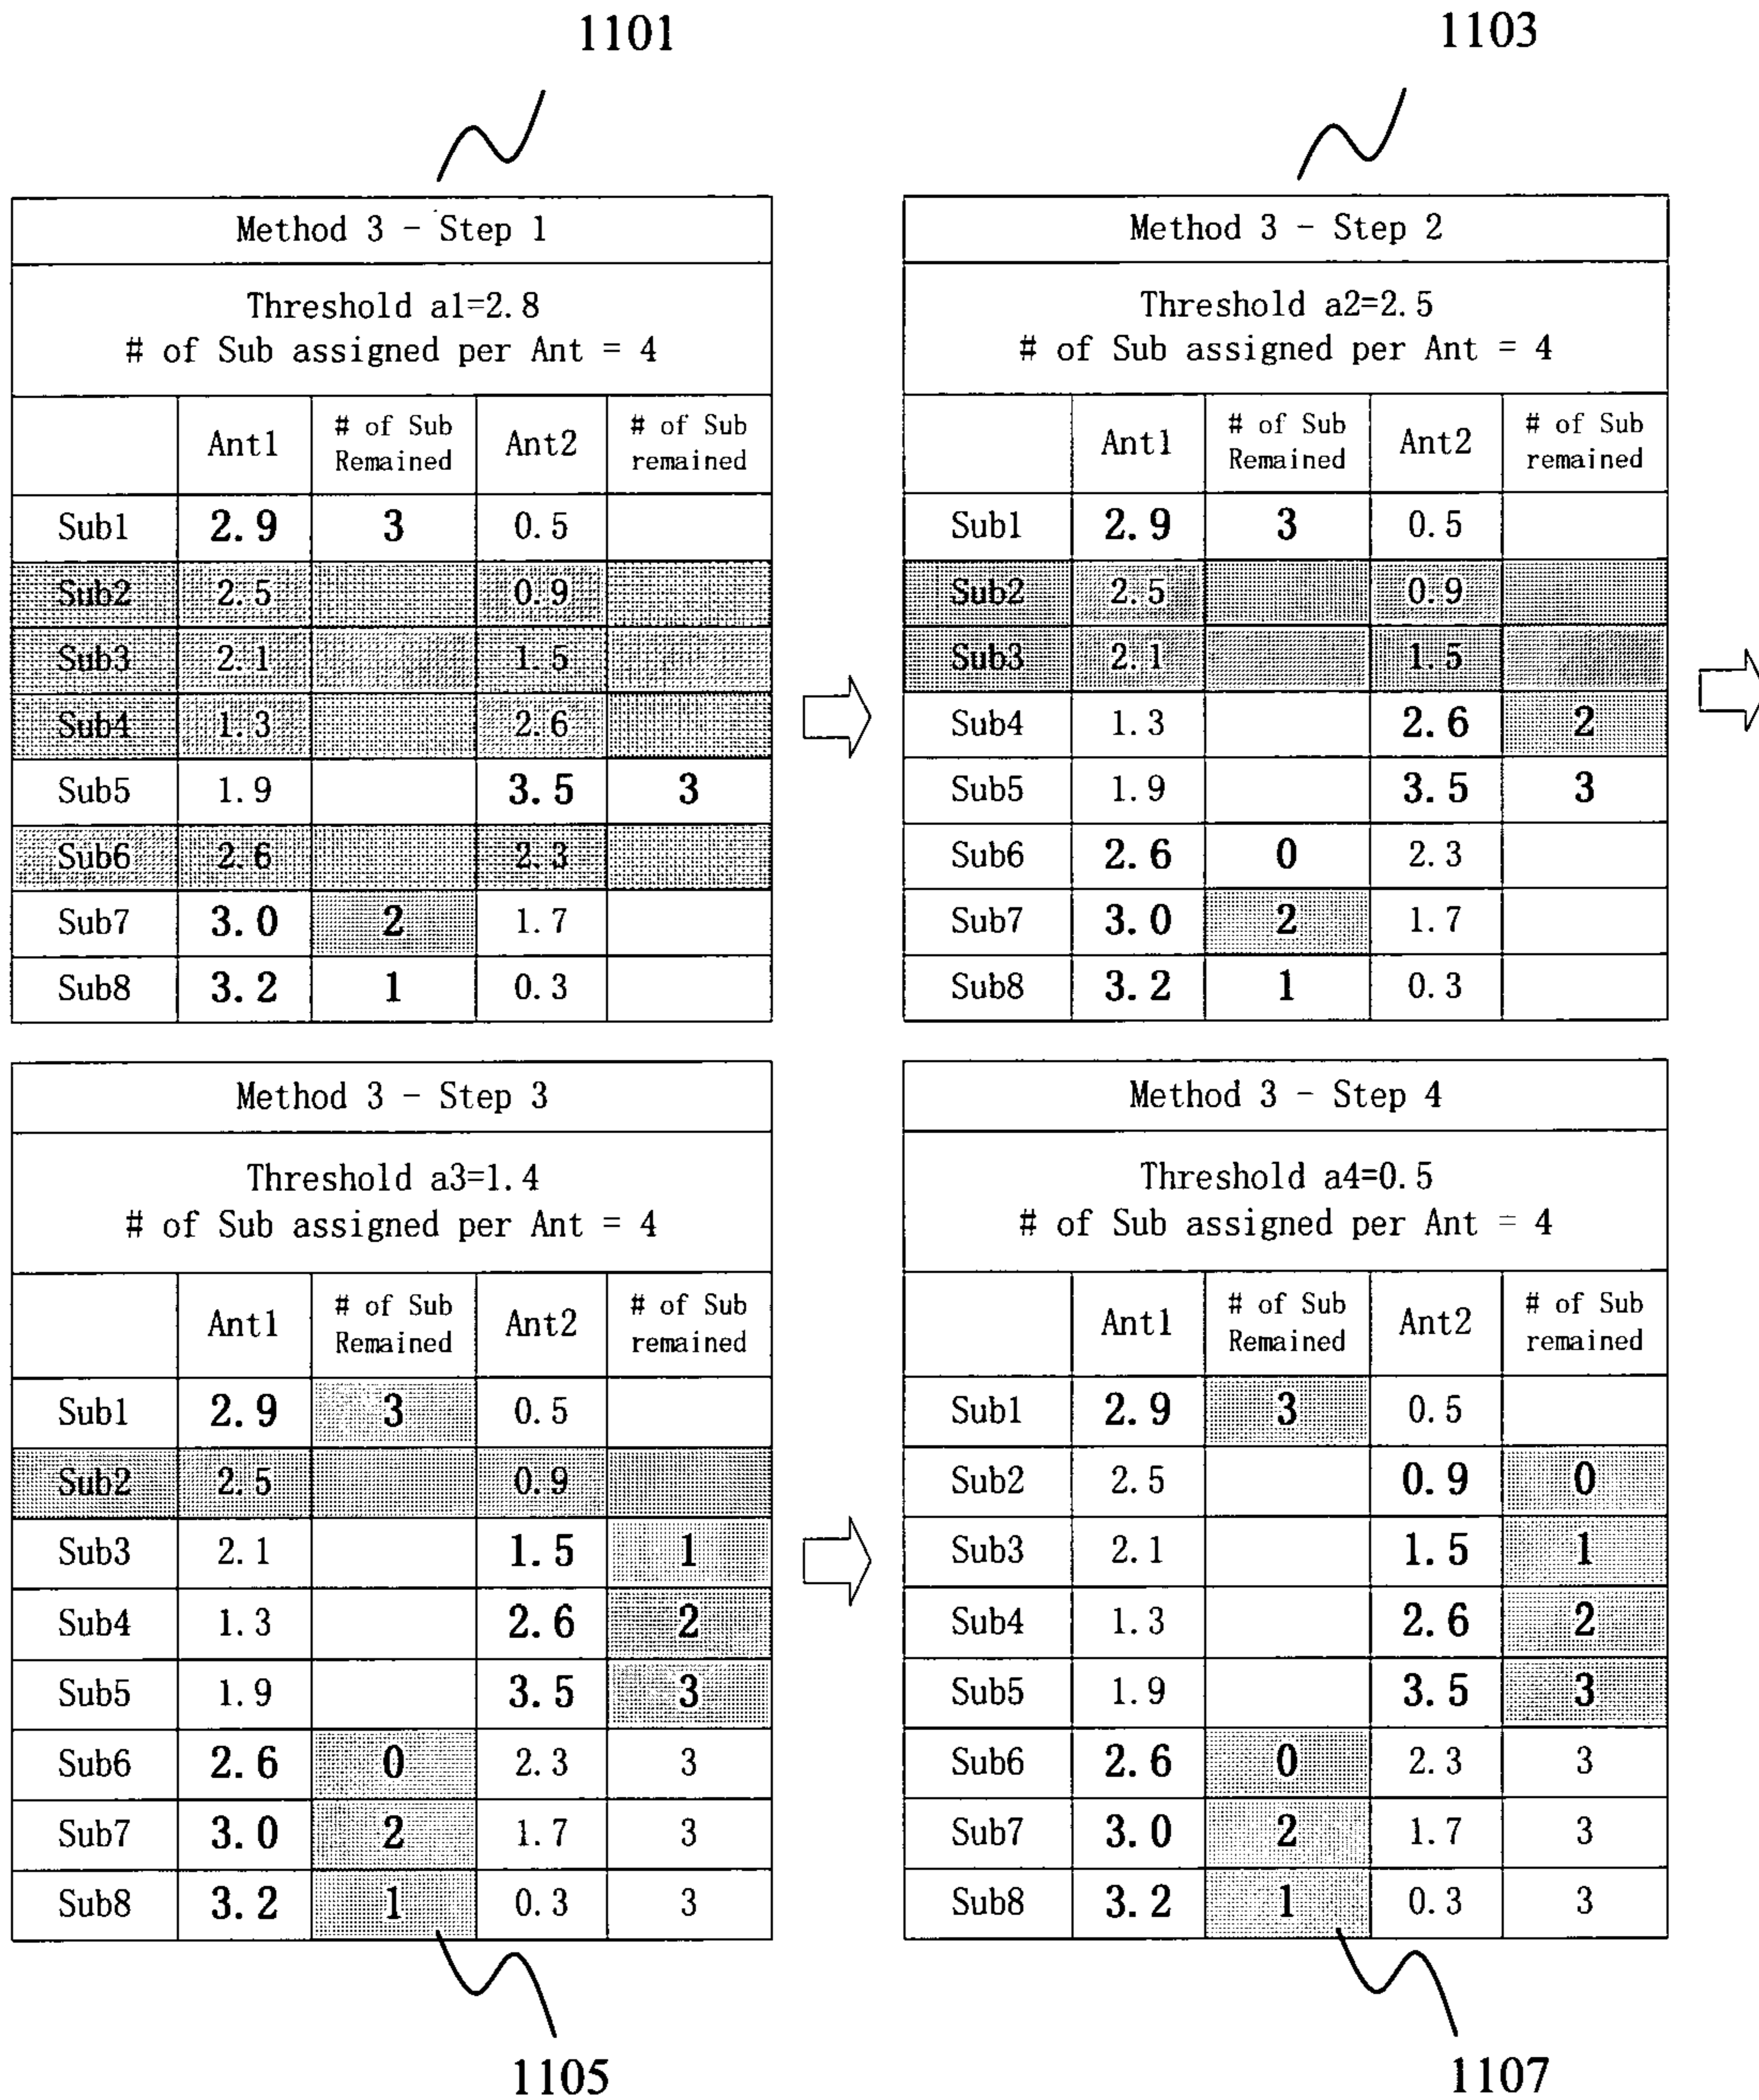 1101
1103
Method 3 - Step 1
Threshold a1=2.8
# of Sub assigned per Ant = 4
Ant1 # of Sub Remained Ant2 # of Sub remained
Sub1 2.9 3 0.5
Sub2 2.5 0.9
Sub3 2.1 1.5
Sub4 1.3 2.6
Sub5 1.9 3.5 3
Sub6 2.6 2.3
Sub7 3.0 2 1.7
Sub8 3.2 1 0.3
Method 3 - Step 2
Threshold a2=2.5
# of Sub assigned per Ant = 4
Ant1 # of Sub Remained Ant2 # of Sub remained
Sub1 2.9 3 0.5
Sub2 2.5 0.9
Sub3 2.1 1.5
Sub4 1.3 2.6 2
Sub5 1.9 3.5 3
Sub6 2.6 0 2.3
Sub7 3.0 2 1.7
Sub8 3.2 1 0.3
Method 3 - Step 3
Threshold a3=1.4
# of Sub assigned per Ant = 4
Ant1 # of Sub Remained Ant2 # of Sub remained
Sub1 2.9 3 0.5
Sub2 2.5 0.9
Sub3 2.1 1.5 1
Sub4 1.3 2.6 2
Sub5 1.9 3.5 3
Sub6 2.6 0 2.3 3
Sub7 3.0 2 1.7 3
Sub8 3.2 1 0.3 3
Method 3 - Step 4
Threshold a4=0.5
# of Sub assigned per Ant = 4
Ant1 # of Sub Remained Ant2 # of Sub remained
Sub1 2.9 3 0.5
Sub2 2.5 0.9 0
Sub3 2.1 1.5 1
Sub4 1.3 2.6 2
Sub5 1.9 3.5 3
Sub6 2.6 0 2.3 3
Sub7 3.0 2 1.7 3
Sub8 3.2 1 0.3 3
1105
1107